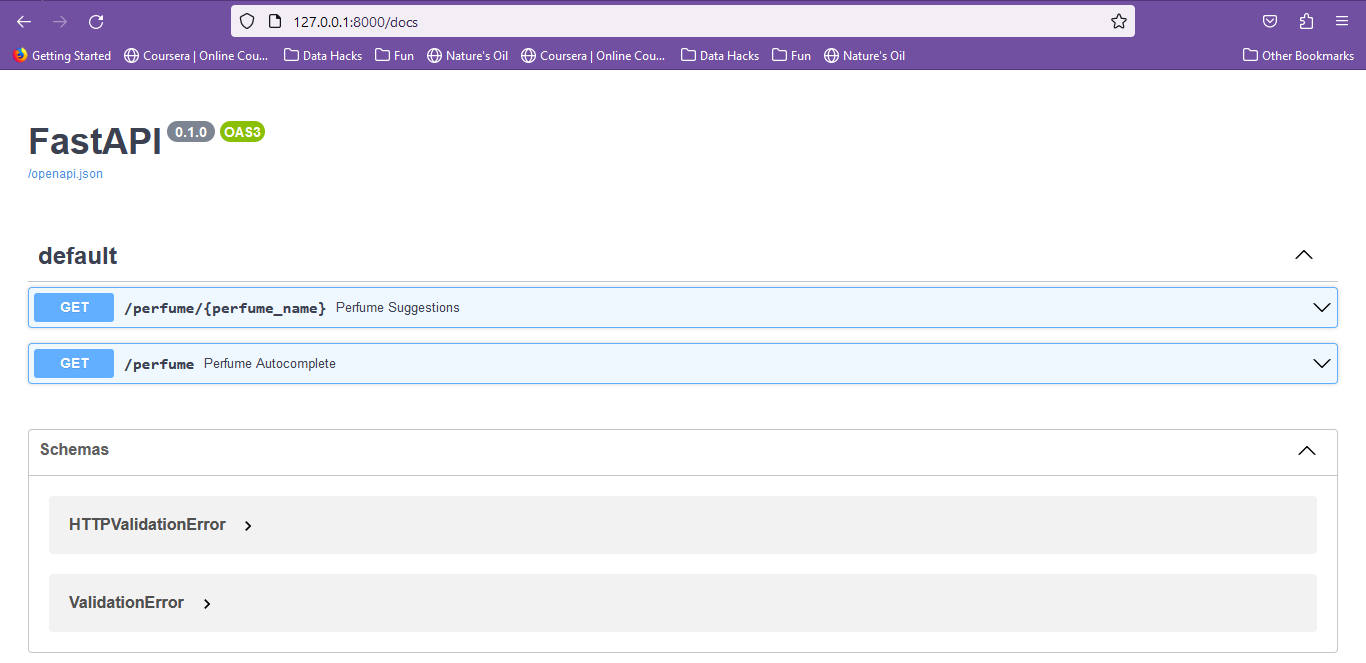 127.0.0.1:8000/docs
Getting Started Coursera | Online Cou... Data Hacks Fun Nature's Oil Coursera | Online Cou... Data Hacks Fun Nature's Oil Other Bookmarks
FastAPI 0.1.0 OAS3
/openapi.json
default
GET /perfume/{perfume_name} Perfume Suggestions
GET /perfume Perfume Autocomplete
Schemas
HTTPValidationError
ValidationError